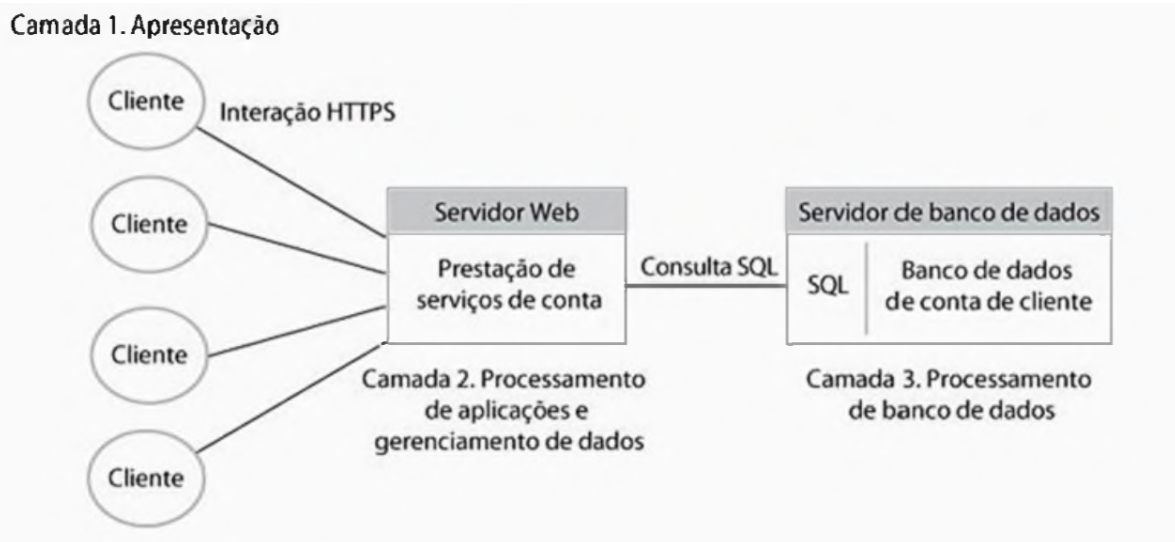 Camada 1. Apresentação
Cliente
Interação HTTPS
Cliente
Cliente
Cliente
Servidor Web
Prestação de
serviços de conta
Consulta SQL
Servidor de banco de dados
SQL
Banco de dados
de conta de cliente
Camada 2. Processamento
de aplicações e
gerenciamento de dados
Camada 3. Processamento
de banco de dados